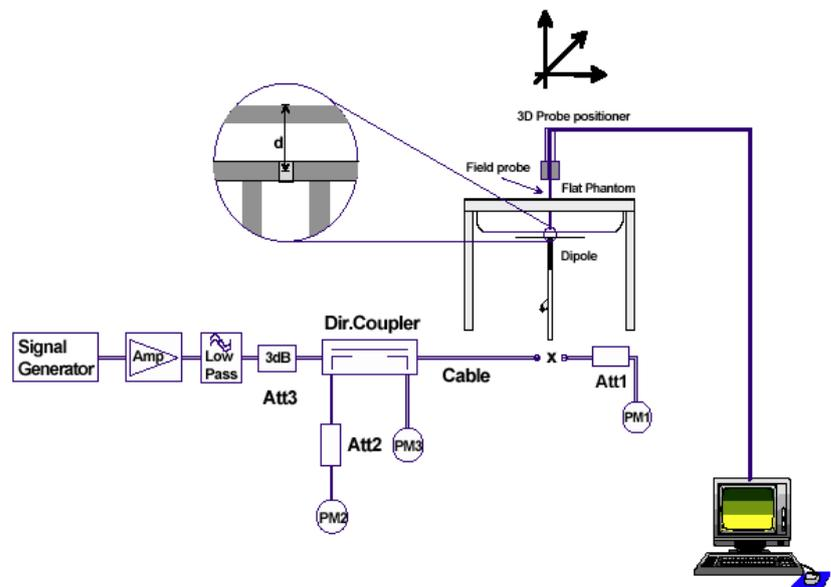 3D Probe positioner
d
Field probe
Flat Phantom
Dipole
Dir.Coupler
Signal
Generator
Amp
Low
Pass
3dB
Cable
x
Att1
Att3
PM1
Att2
PM3
PM2